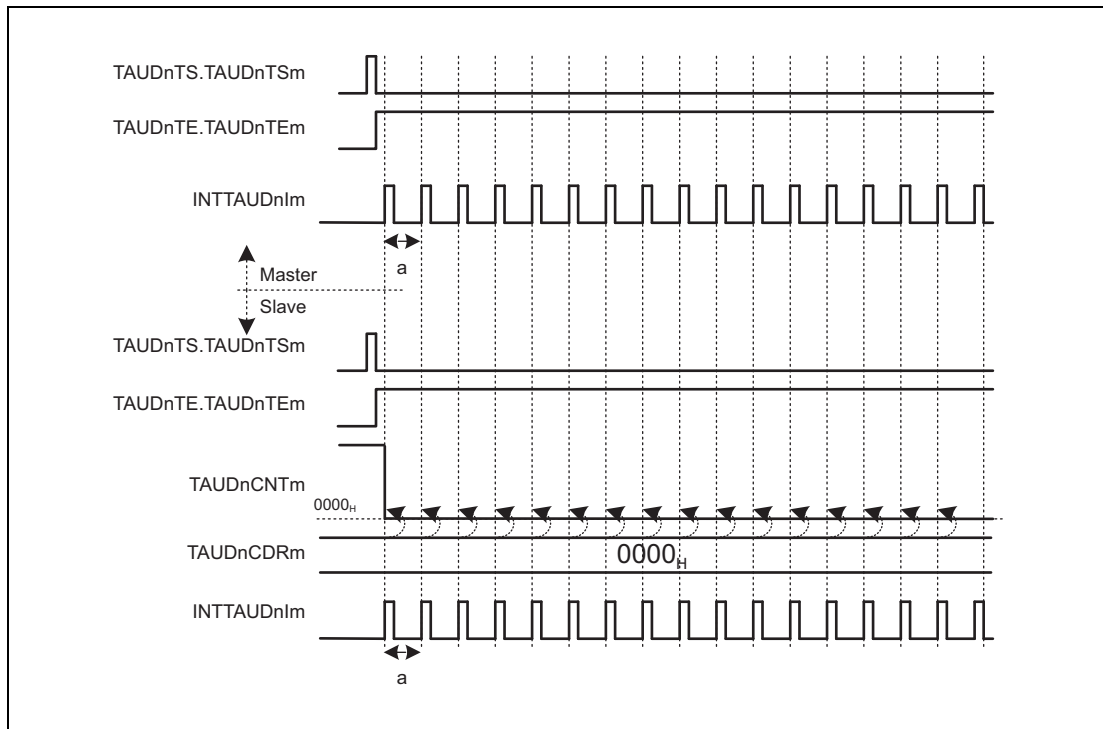 TAUDnTS.TAUDnTSm
TAUDnTE.TAUDnTEm
INTTAUDnIm
a
Master
Slave
TAUDnTS.TAUDnTSm
TAUDnTE.TAUDnTEm
TAUDnCNTm
0000H
TAUDnCDRm
0000H
INTTAUDnIm
a